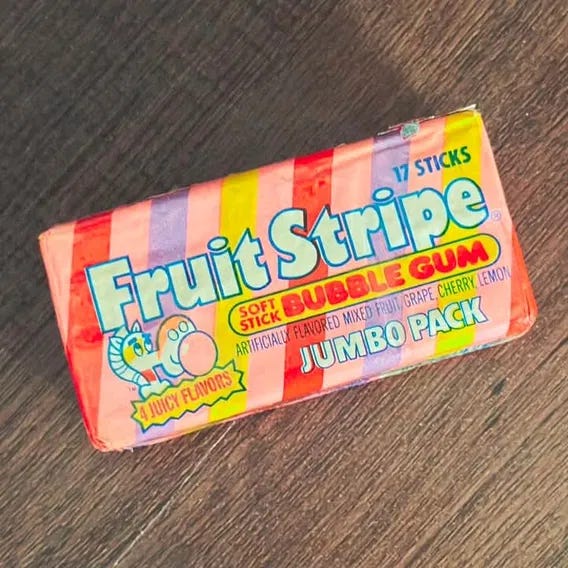 17 STICKS
Fruit Stripe®
SOFT STICK BUBBLE GUM
ARTIFICIALLY FLAVORED MIXED FRUIT, GRAPE, CHERRY, LEMON
JUMBO PACK
4 JUICY FLAVORS
™